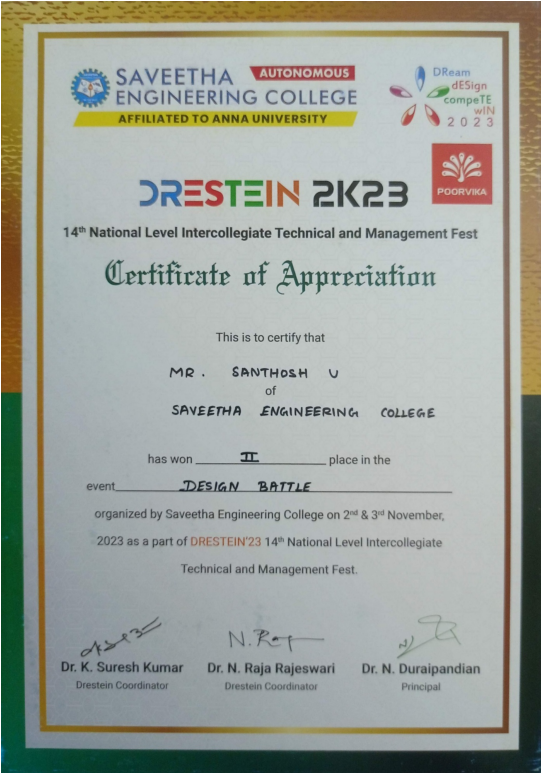 SAVEETHA AUTONOMOUS
ENGINEERING COLLEGE
AFFILIATED TO ANNA UNIVERSITY
DReam
dESign
compeTE
wIN
2023
POORVIKA
DRESTEIN 2K23
14th National Level Intercollegiate Technical and Management Fest
Certificate of Appreciation
This is to certify that
MR. SANTHOSH U
of
SAVEETHA ENGINEERING COLLEGE
has won II place in the
event DESIGN BATTLE
organized by Saveetha Engineering College on 2nd & 3rd November,
2023 as a part of DRESTEIN'23 14th National Level Intercollegiate
Technical and Management Fest.
N. Raj
Dr. K. Suresh Kumar Dr. N. Raja Rajeswari Dr. N. Duraipandian
Drestein Coordinator Drestein Coordinator Principal